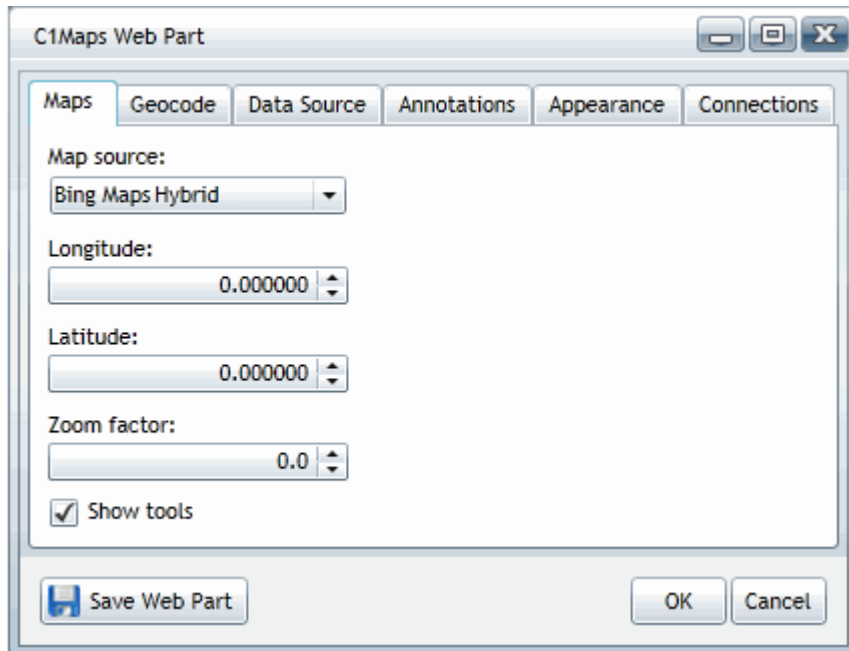 C1Maps Web Part
Maps Geocode Data Source Annotations Appearance Connections
Map source:
Bing Maps Hybrid
Longitude:
0.000000
Latitude:
0.000000
Zoom factor:
0.0
Show tools
Save Web Part OK Cancel